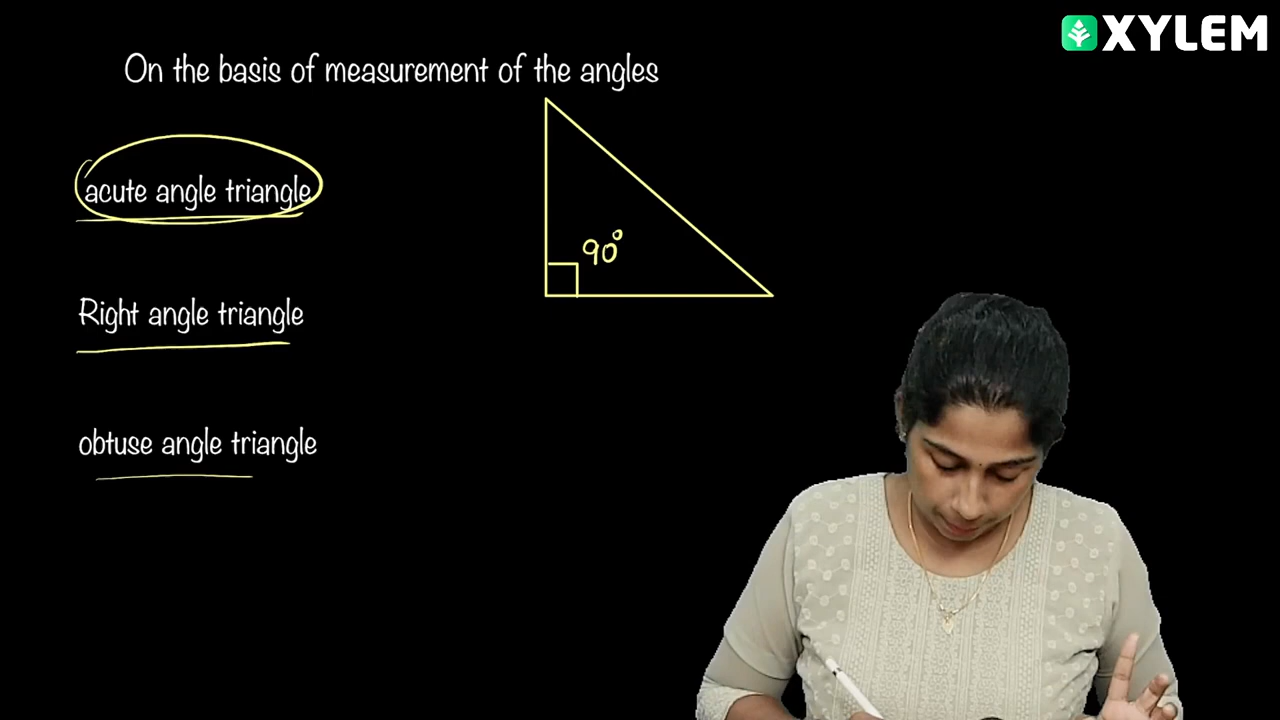 XYLEM
On the basis of measurement of the angles
acute angle triangle
90°
Right angle triangle
obtuse angle triangle